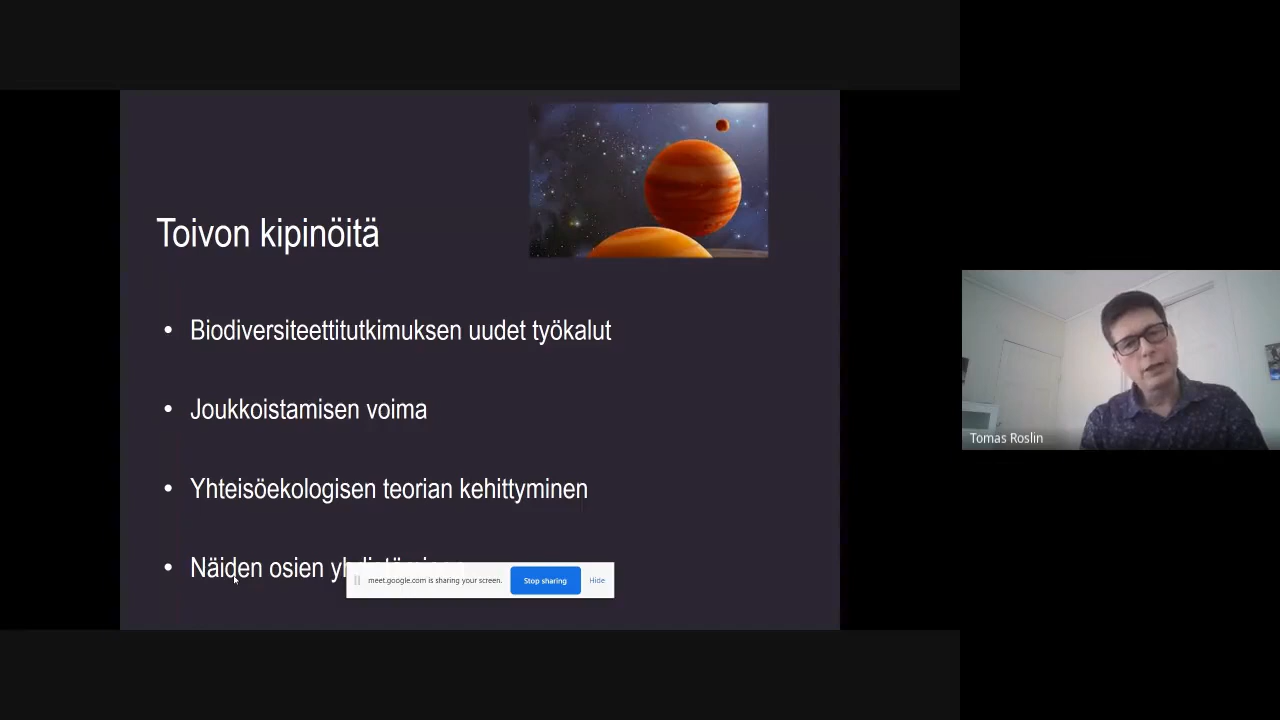 Toivon kipinöitä
• Biodiversiteettitutkimuksen uudet työkalut
• Joukkoistamisen voima
• Yhteisöekologisen teorian kehittyminen
• Näiden osien
meet.google.com is sharing your screen.
Stop sharing
Hide
Tomas Roslin